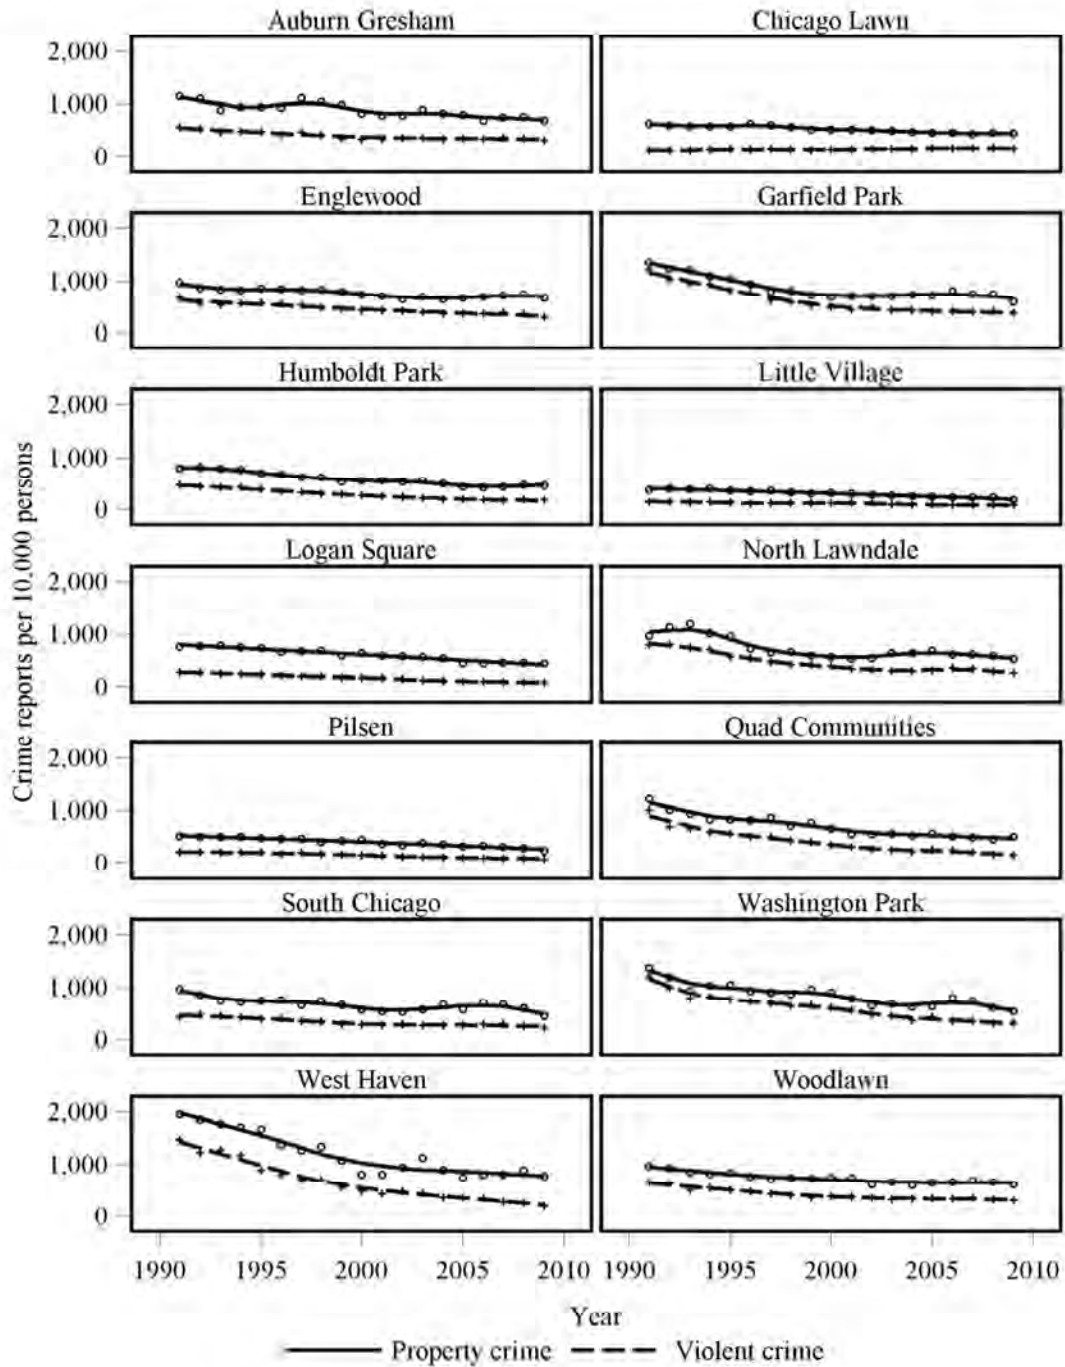 Auburn Gresham Chicago Lawn
2,000
1,000
0
Englewood Garfield Park
2,000
1,000
0
Humboldt Park Little Village
2,000
1,000
0
Logan Square North Lawndale
2,000
1,000
0
Pilsen Quad Communities
2,000
1,000
0
South Chicago Washington Park
2,000
1,000
0
West Haven Woodlawn
2,000
1,000
0
1990 1995 2000 2005 2010 1990 1995 2000 2005 2010
Crime reports per 10,000 persons
Year
Property crime Violent crime